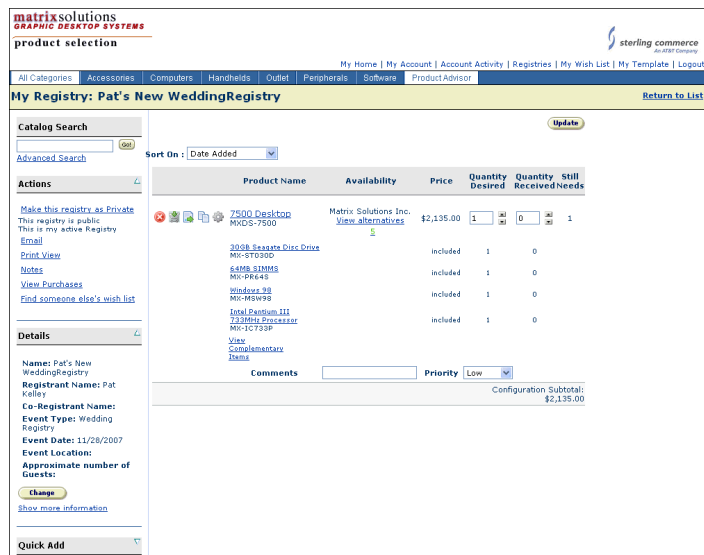 matrixsolutions
GRAPHIC DESKTOP SYSTEMS
product selection
sterling commerce
An AT&T Company
My Home | My Account | Account Activity | Registries | My Wish List | My Template | Logout
All Categories Accessories Computers Handhelds Outlet Peripherals Software Product Advisor
My Registry: Pat's New WeddingRegistry Return to List
Catalog Search
Go!
Advanced Search
Actions
Make this registry as Private
This registry is public
This is my active Registry
Email
Print View
Notes
View Purchases
Find someone else's wish list
Details
Name: Pat's New
WeddingRegistry
Registrant Name: Pat
Kelley
Co-Registrant Name:
Event Type: Wedding
Registry
Event Date: 11/28/2007
Event Location:
Approximate number of
Guests:
Change
Show more information
Quick Add
Update
Sort On : Date Added
Product Name Availability Price Quantity Desired Quantity Received Still Needs
7500 Desktop
MXDS-7500
Matrix Solutions Inc.
View alternatives
5
$2,135.00 1 0 1
30GB Seagate Disc Drive
MX-ST030D
included 1 0
64MB SIMMS
MX-PR64S
included 1 0
Windows 98
MX-MSW98
included 1 0
Intel Pentium III
733MHz Processor
MX-IC733P
included 1 0
View
Complementary
Items
Comments Priority Low
Configuration Subtotal:
$2,135.00